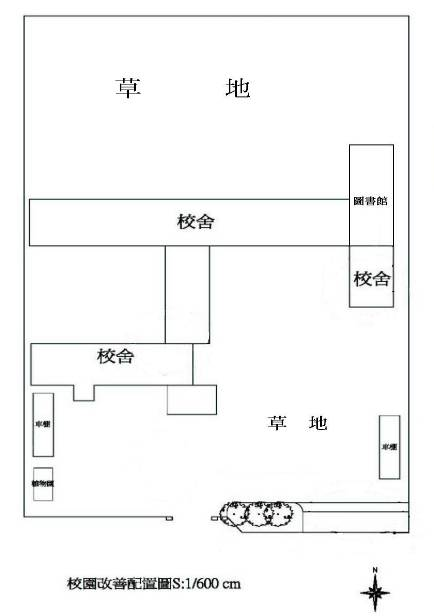 草 地
圖書館
校舍
校舍
校舍
草 地
車棚
車棚
植物園
N
校園改善配置圖S:1/600 cm